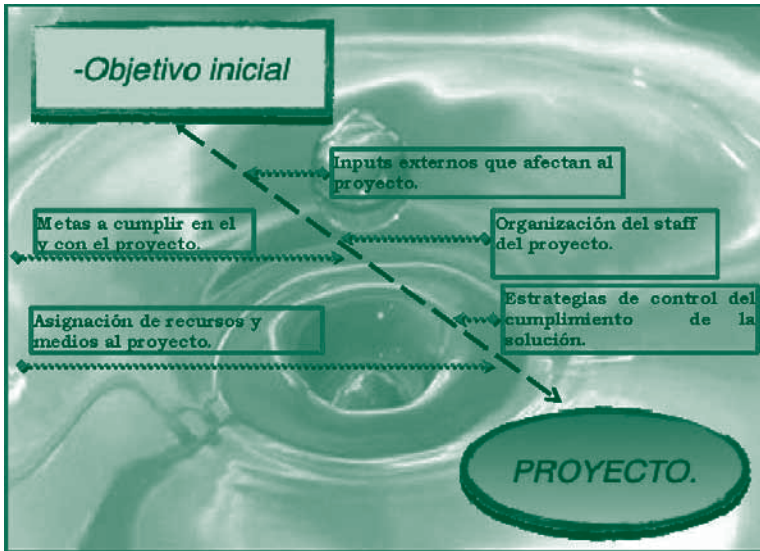 -Objetivo inicial
Inputs externos que afectan al
proyecto.
Metas a cumplir en el
y con el proyecto.
Organización del staff
del proyecto.
Estrategias de control del
cumplimiento de la
solución.
Asignación de recursos y
medios al proyecto.
PROYECTO.